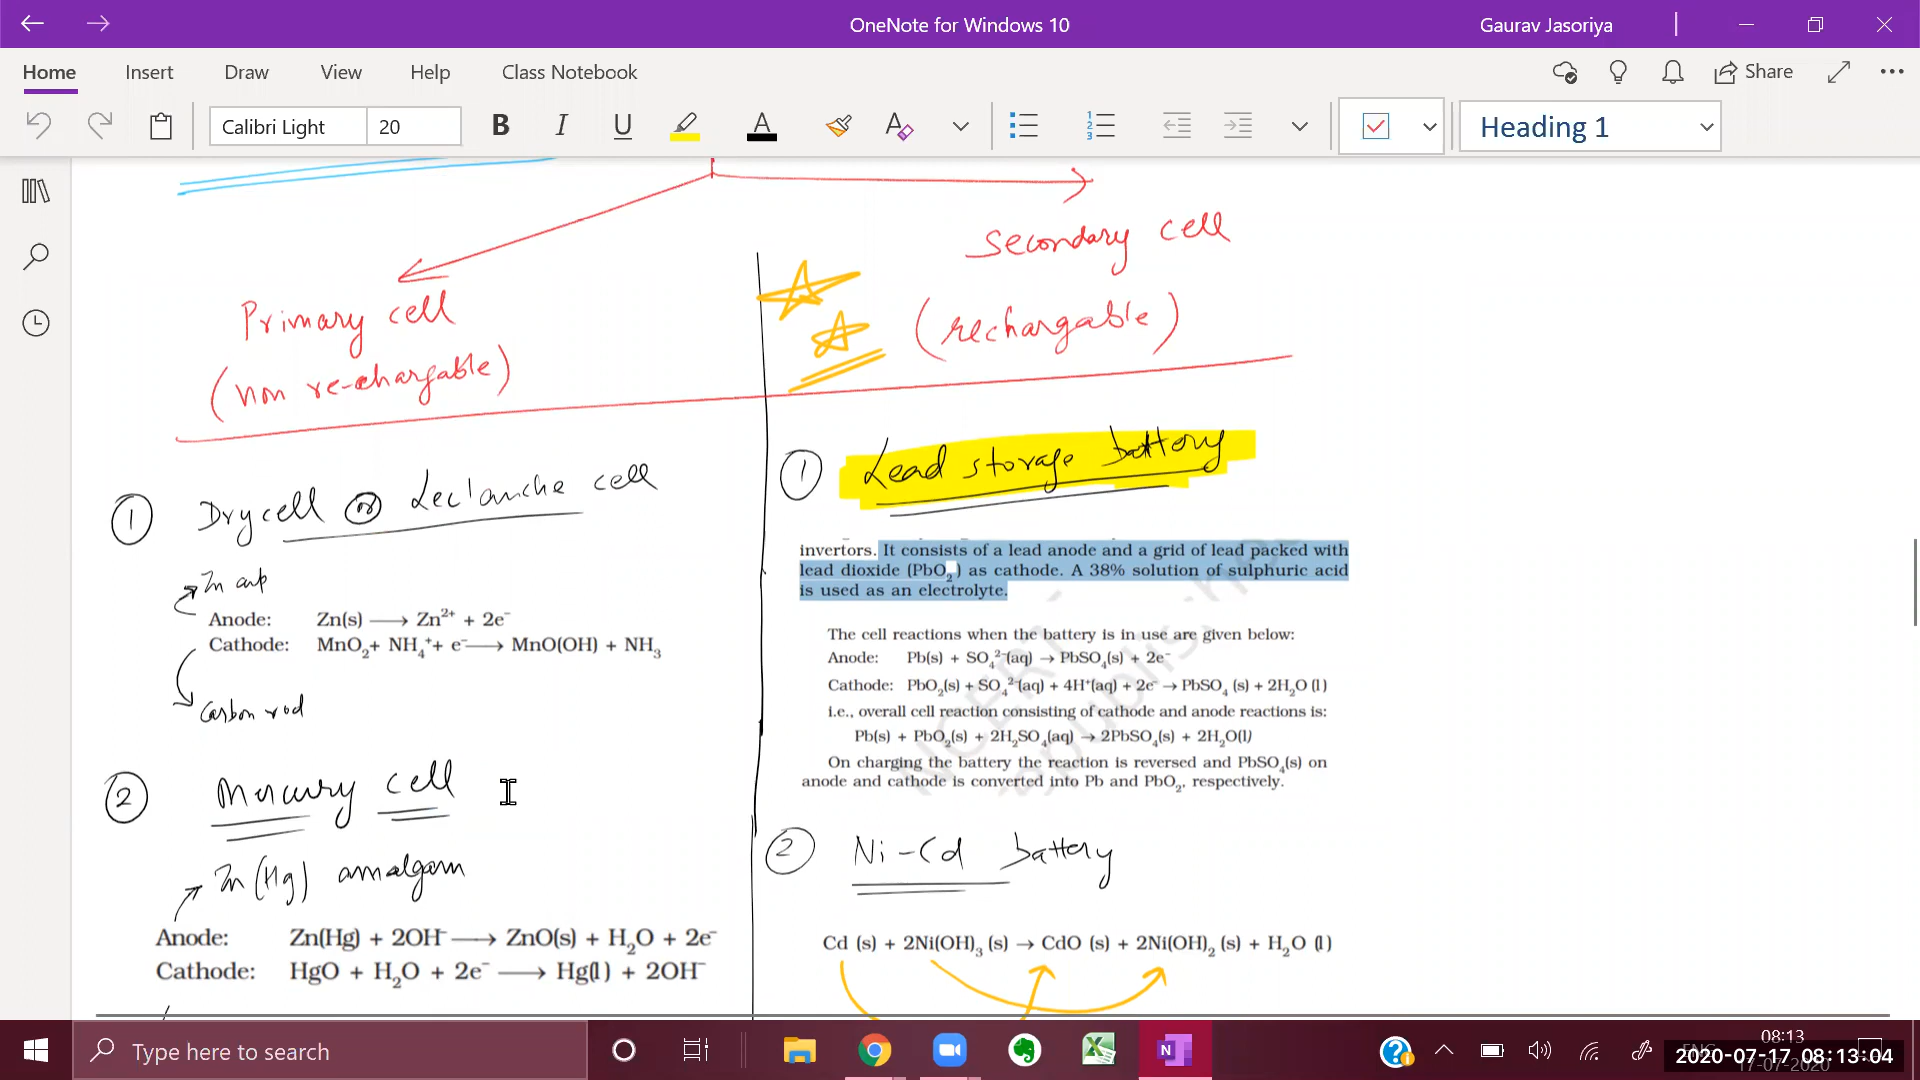 OneNote for Windows 10
Gaurav Jasoriya
Home Insert Draw View Help Class Notebook
Share
Calibri Light 20 B I U A A
Heading 1
Secondary cell
(rechargable)
Primary cell
(non re-chargable)
① Dry cell or Leclanche cell
Zn cup
Anode: Zn(s) ⟶ Zn²⁺ + 2e⁻
Cathode: MnO₂ + NH₄⁺ + e⁻ ⟶ MnO(OH) + NH₃
Carbon rod
② Mercury cell
Zn(Hg) amalgam
Anode: Zn(Hg) + 2OH⁻ ⟶ ZnO(s) + H₂O + 2e⁻
Cathode: HgO + H₂O + 2e⁻ ⟶ Hg(l) + 2OH⁻
① Lead storage battery
invertors. It consists of a lead anode and a grid of lead packed with
lead dioxide (PbO₂) as cathode. A 38% solution of sulphuric acid
is used as an electrolyte.
The cell reactions when the battery is in use are given below:
Anode: Pb(s) + SO₄²⁻(aq) → PbSO₄(s) + 2e⁻
Cathode: PbO₂(s) + SO₄²⁻(aq) + 4H⁺(aq) + 2e⁻ → PbSO₄ (s) + 2H₂O (l)
i.e., overall cell reaction consisting of cathode and anode reactions is:
Pb(s) + PbO₂(s) + 2H₂SO₄(aq) → 2PbSO₄(s) + 2H₂O(l)
On charging the battery the reaction is reversed and PbSO₄(s) on
anode and cathode is converted into Pb and PbO₂, respectively.
② Ni-Cd battery
Cd (s) + 2Ni(OH)₃ (s) → CdO (s) + 2Ni(OH)₂ (s) + H₂O (l)
Type here to search
08:13
2020-07-17 08:13:04
17-07-2020